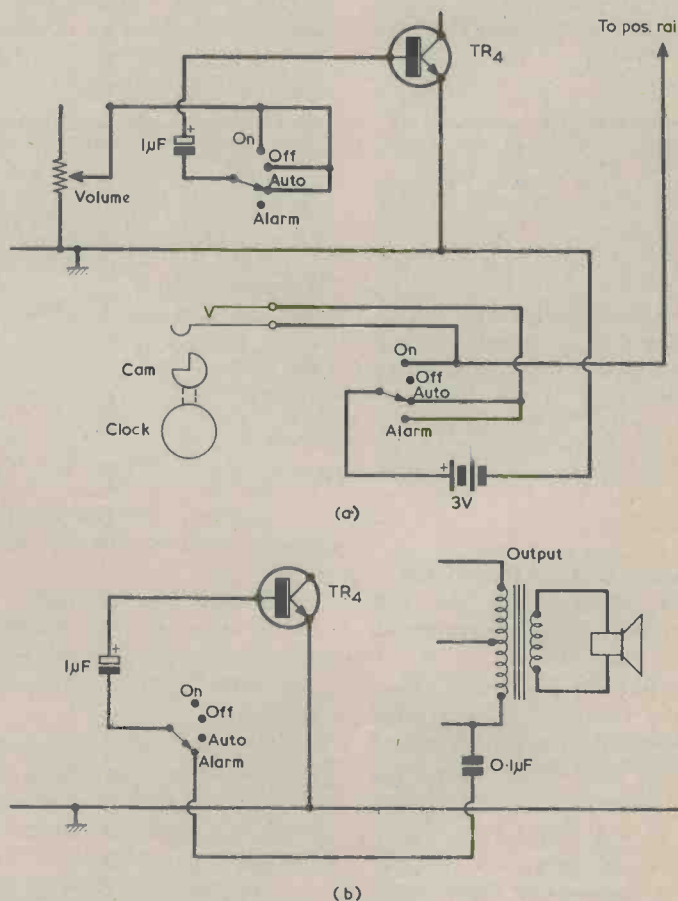 To pos. rai
TR4
+
1µF
On
Off
Auto
Alarm
Volume
On
Off
Auto
Alarm
Cam
Clock
+
3V
(a)
Output
TR4
+
1µF
On
Off
Auto
Alarm
0·1µF
(b)